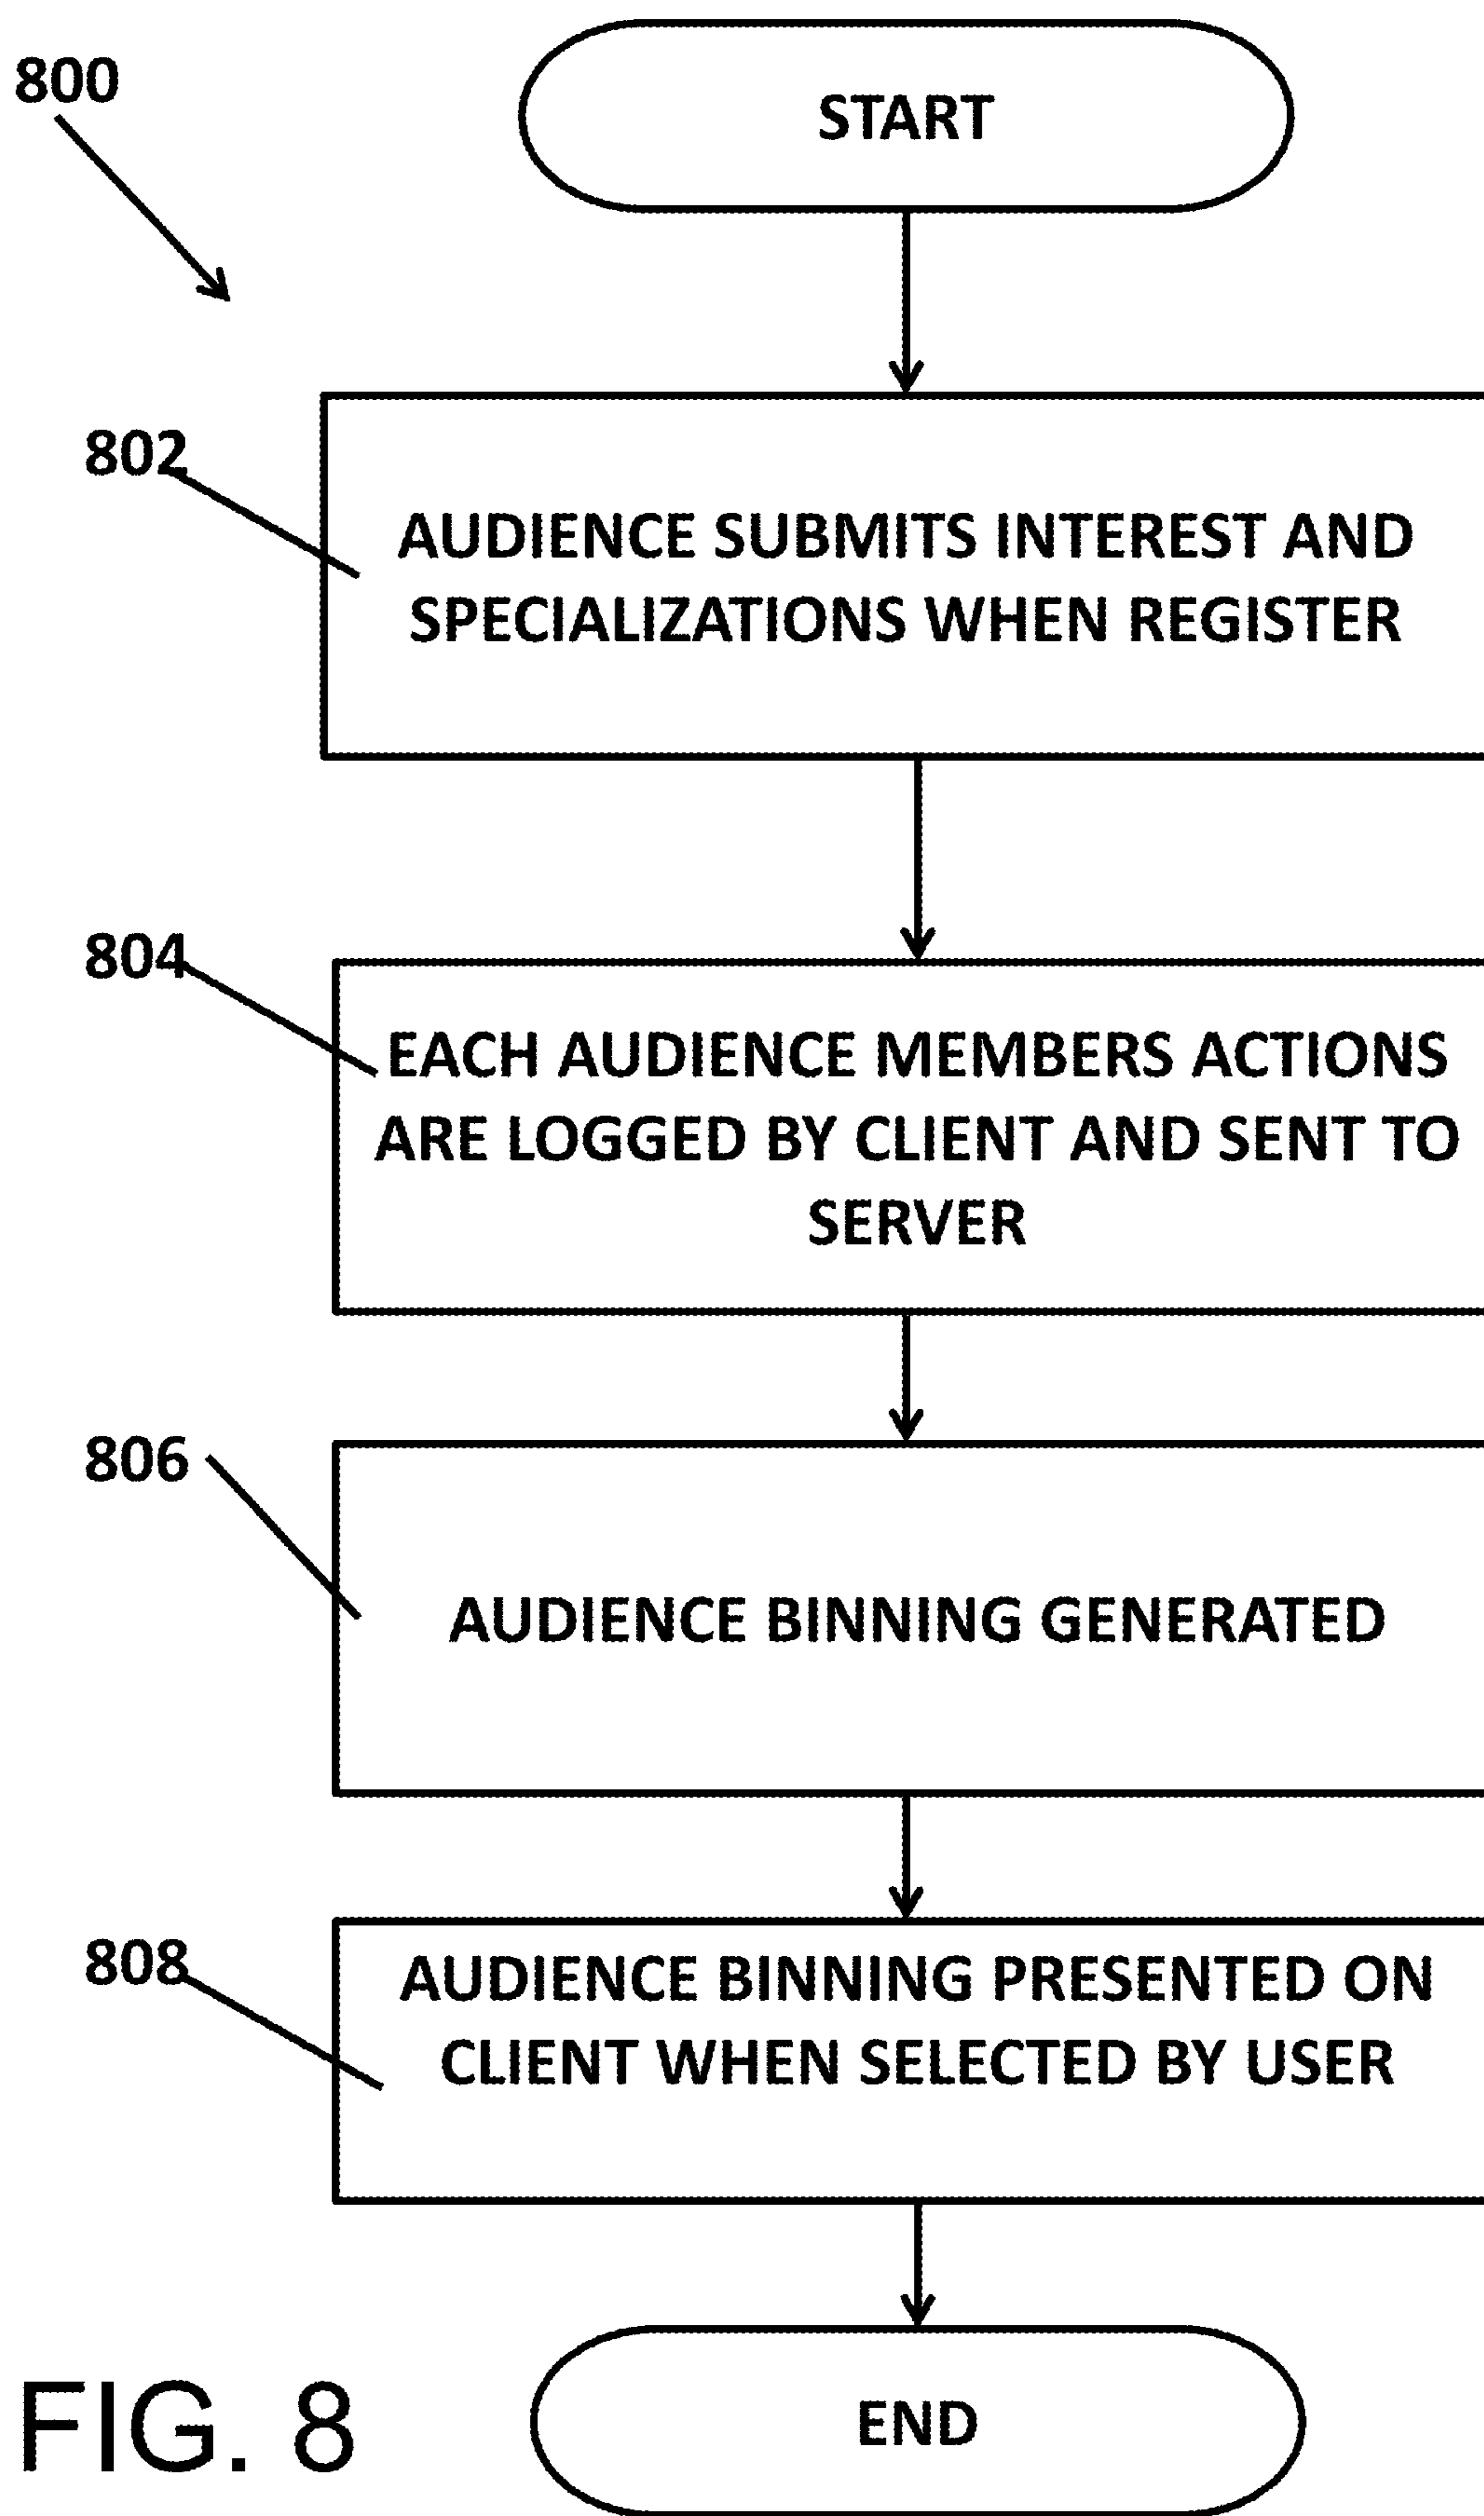 800
START
802
AUDIENCE SUBMITS INTEREST AND
SPECIALIZATIONS WHEN REGISTER
804
EACH AUDIENCE MEMBERS ACTIONS
ARE LOGGED BY CLIENT AND SENT TO
SERVER
806
AUDIENCE BINNING GENERATED
808
AUDIENCE BINNING PRESENTED ON
CLIENT WHEN SELECTED BY USER
END
FIG. 8